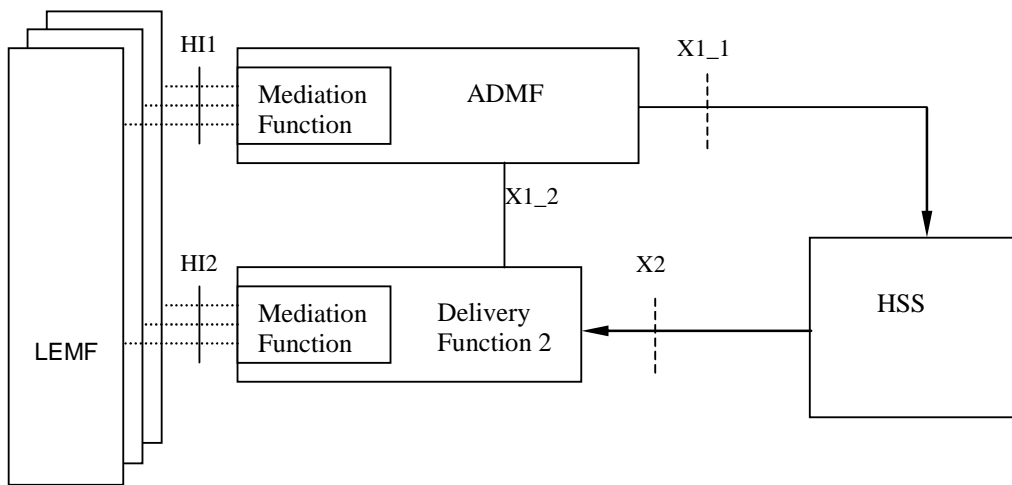 HI1
X1_1
Mediation
Function
ADMF
X1_2
HI2
X2
Mediation
Function
Delivery
Function 2
HSS
LEMF